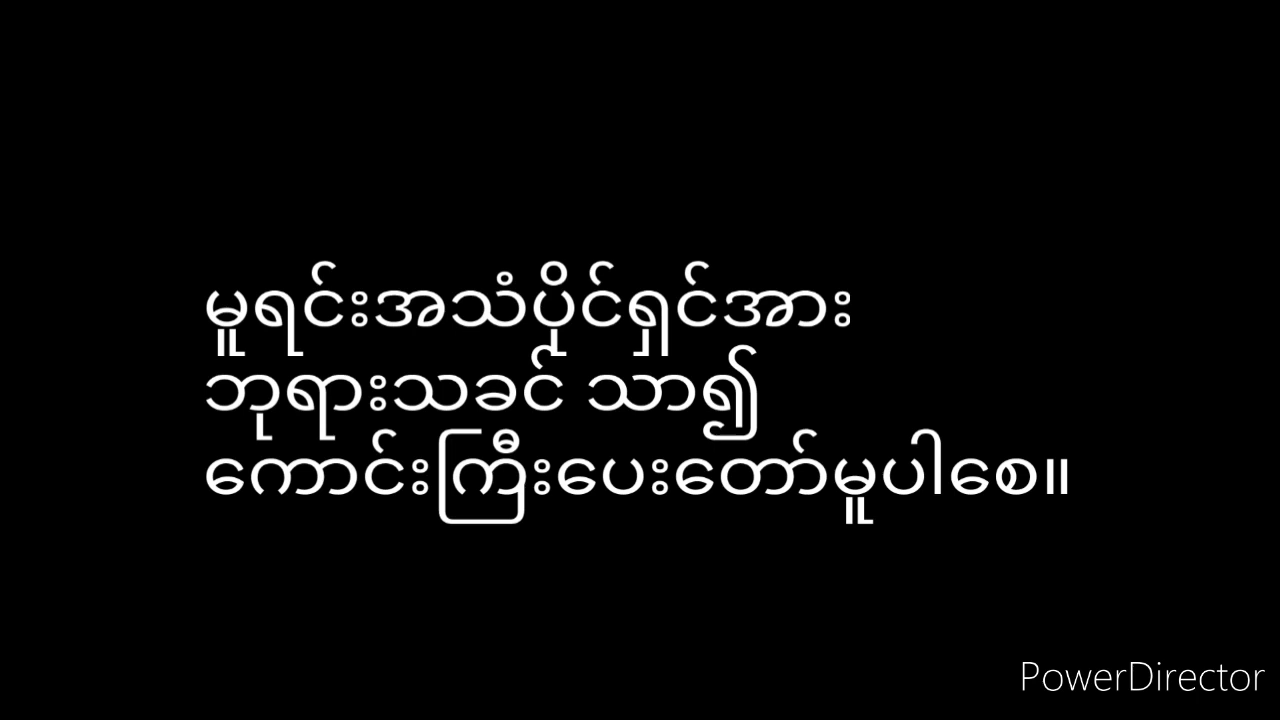 မူရင်းအသံပိုင်ရှင်အား
ဘုရားသခင် သာ၍
ကောင်းကြီးပေးတော်မူပါစေ။
PowerDirector